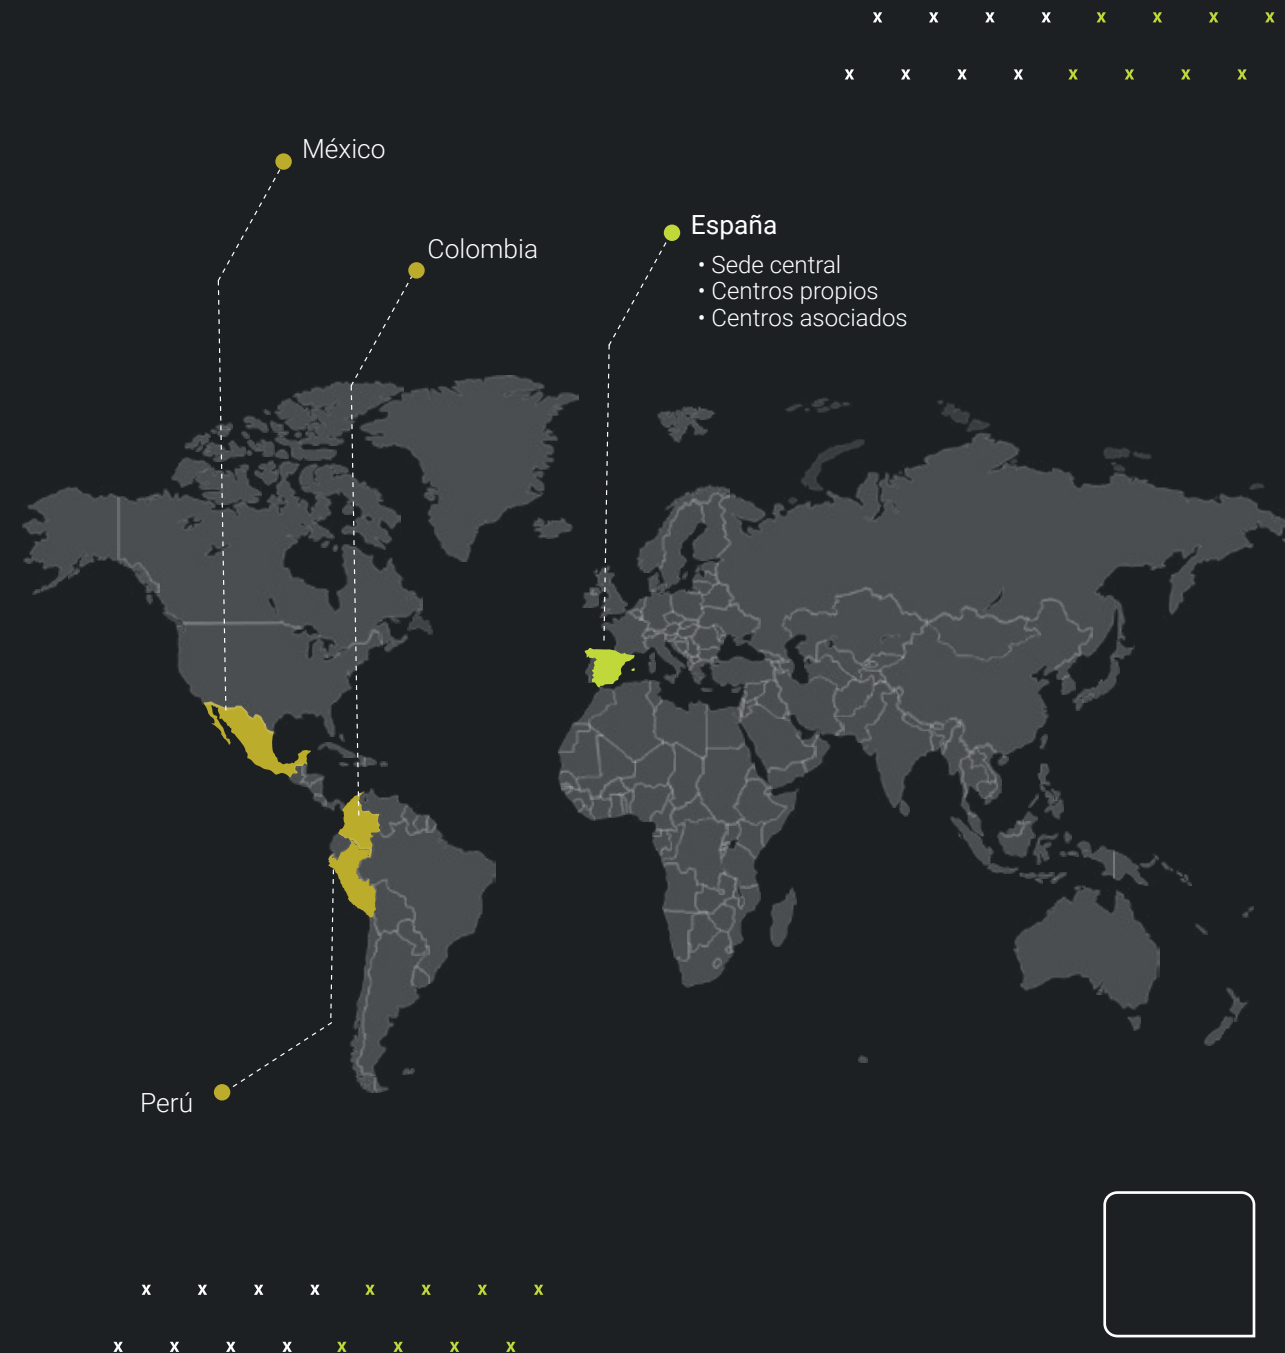 x x x x x x x x
x x x x x x x x
México
España
Colombia
• Sede central
• Centros propios
• Centros asociados
Perú
x x x x x x x x
x x x x x x x x